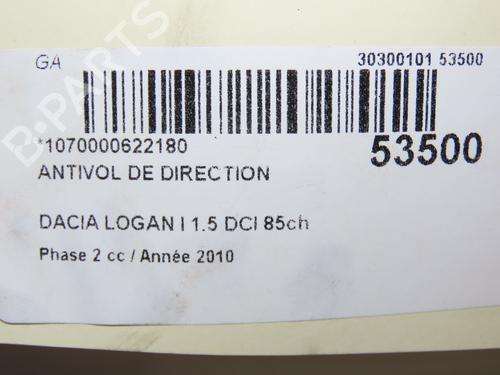 GA
30300101 53500
*1070000622180
53500
ANTIVOL DE DIRECTION
DACIA LOGAN I 1.5 DCI 85ch
Phase 2 cc / Année 2010
B-PARTS